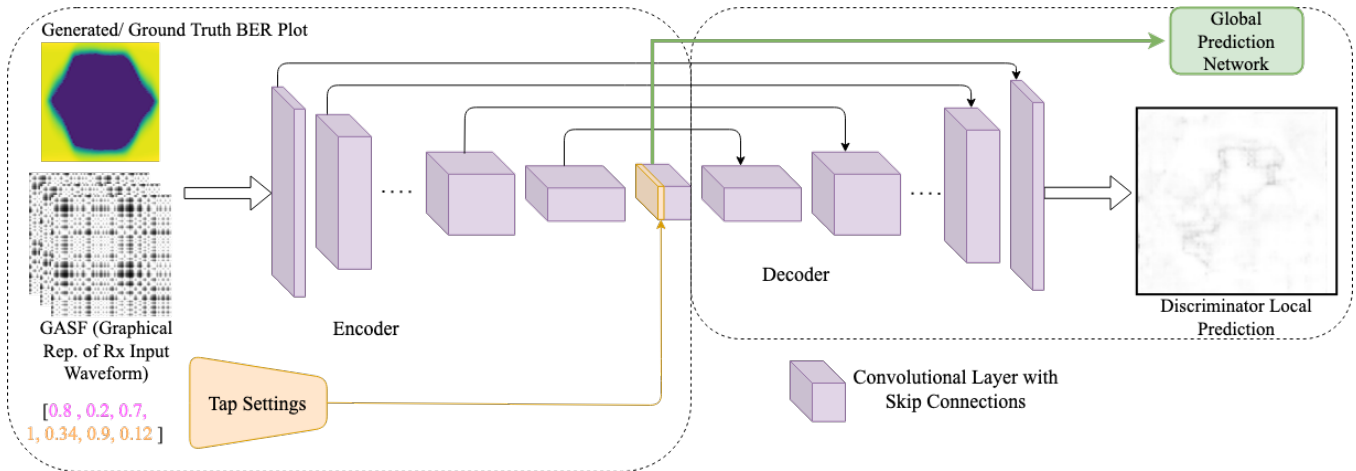 Generated/ Ground Truth BER Plot
GASF (Graphical
Rep. of Rx Input
Waveform)
[0.8 , 0.2, 0.7,
1, 0.34, 0.9, 0.12 ]
Tap Settings
Encoder
Decoder
Global
Prediction
Network
Discriminator Local
Prediction
Convolutional Layer with
Skip Connections